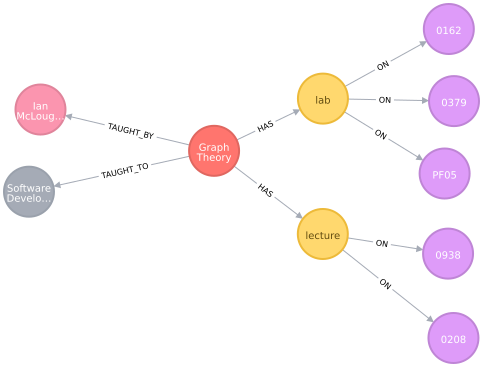 0162
ON
Ian
McLoug...
lab
ON
0379
TAUGHT_BY
HAS
ON
Graph
Theory
PF05
TAUGHT_TO
Software
Develo...
HAS
lecture
ON
0938
ON
0208